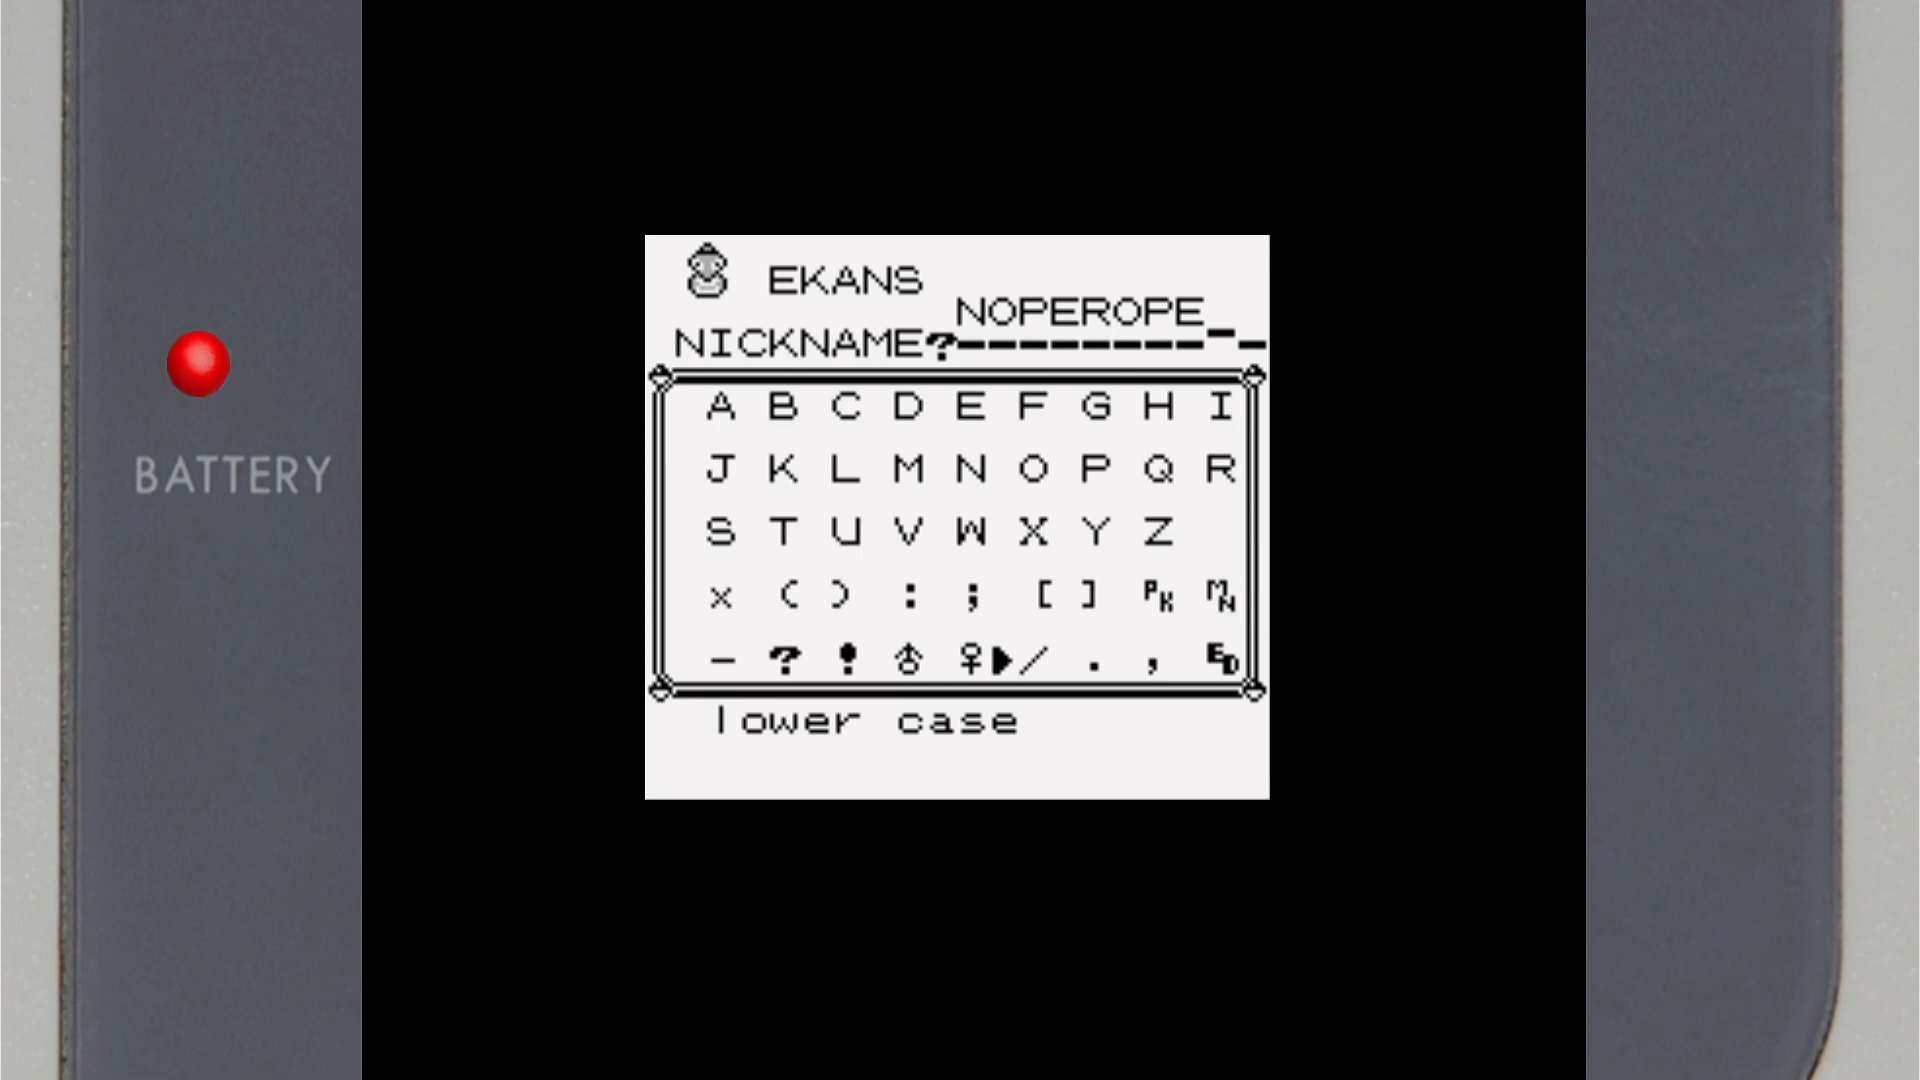 BATTERY
EKANS
NOPEROPE
NICKNAME?
A B C D E F G H I
J K L M N O P Q R
S T U V W X Y Z
× ( ) : ; [ ] PK MN
- ? ! ♂ ♀ ▶/ . , ED
lower case